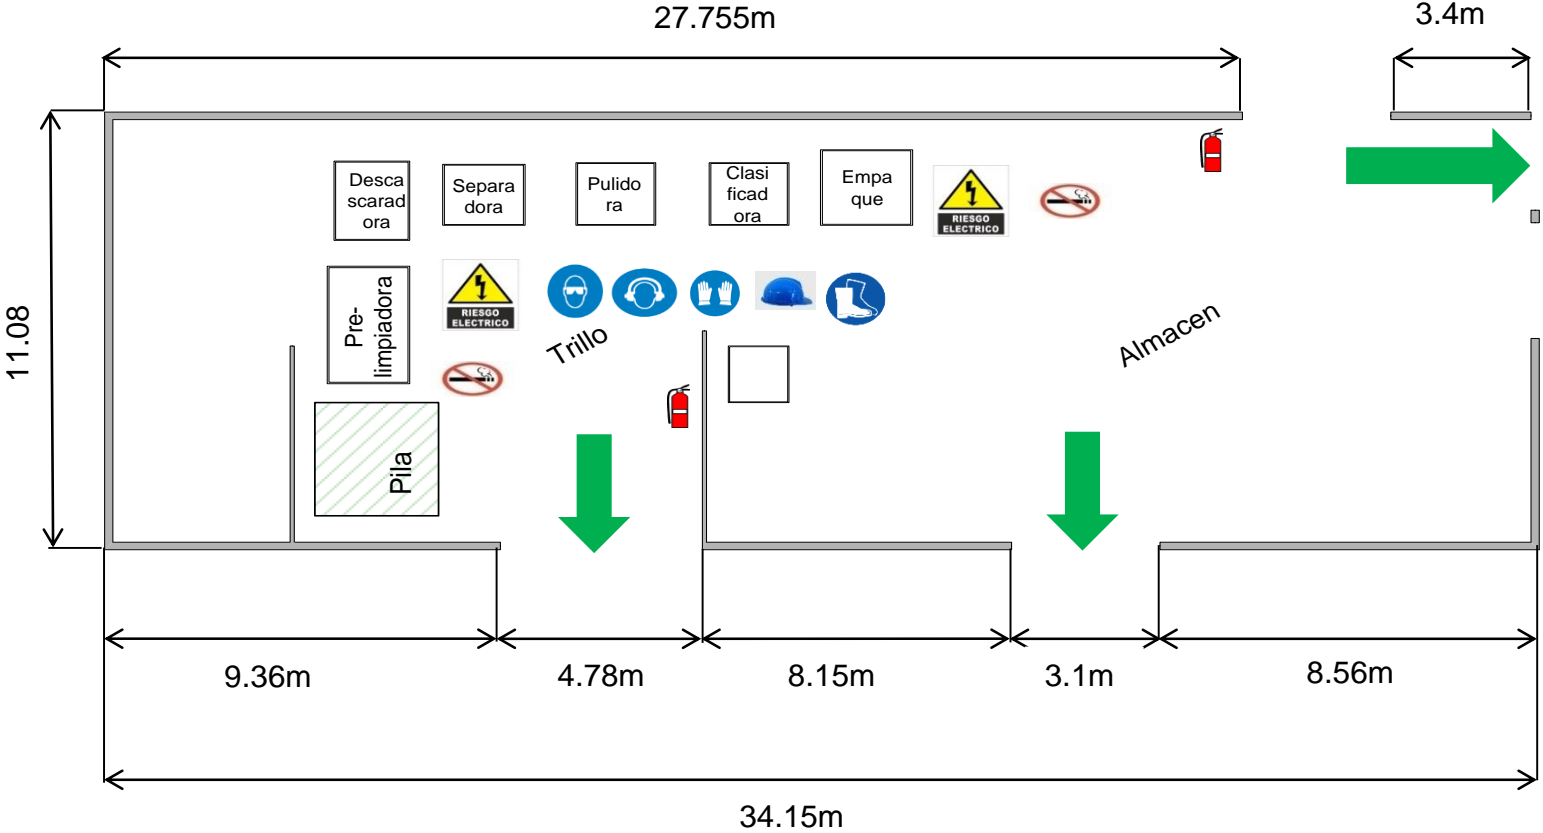 27.755m
3.4m
Desca
scarad
ora
Separa
dora
Pulido
ra
Clasi
ficad
ora
Empa
que
RIESGO
ELECTRICO
Pre-
limpiadora
RIESGO
ELECTRICO
Trillo
Almacen
11.08
Pila
9.36m
4.78m
8.15m
3.1m
8.56m
34.15m